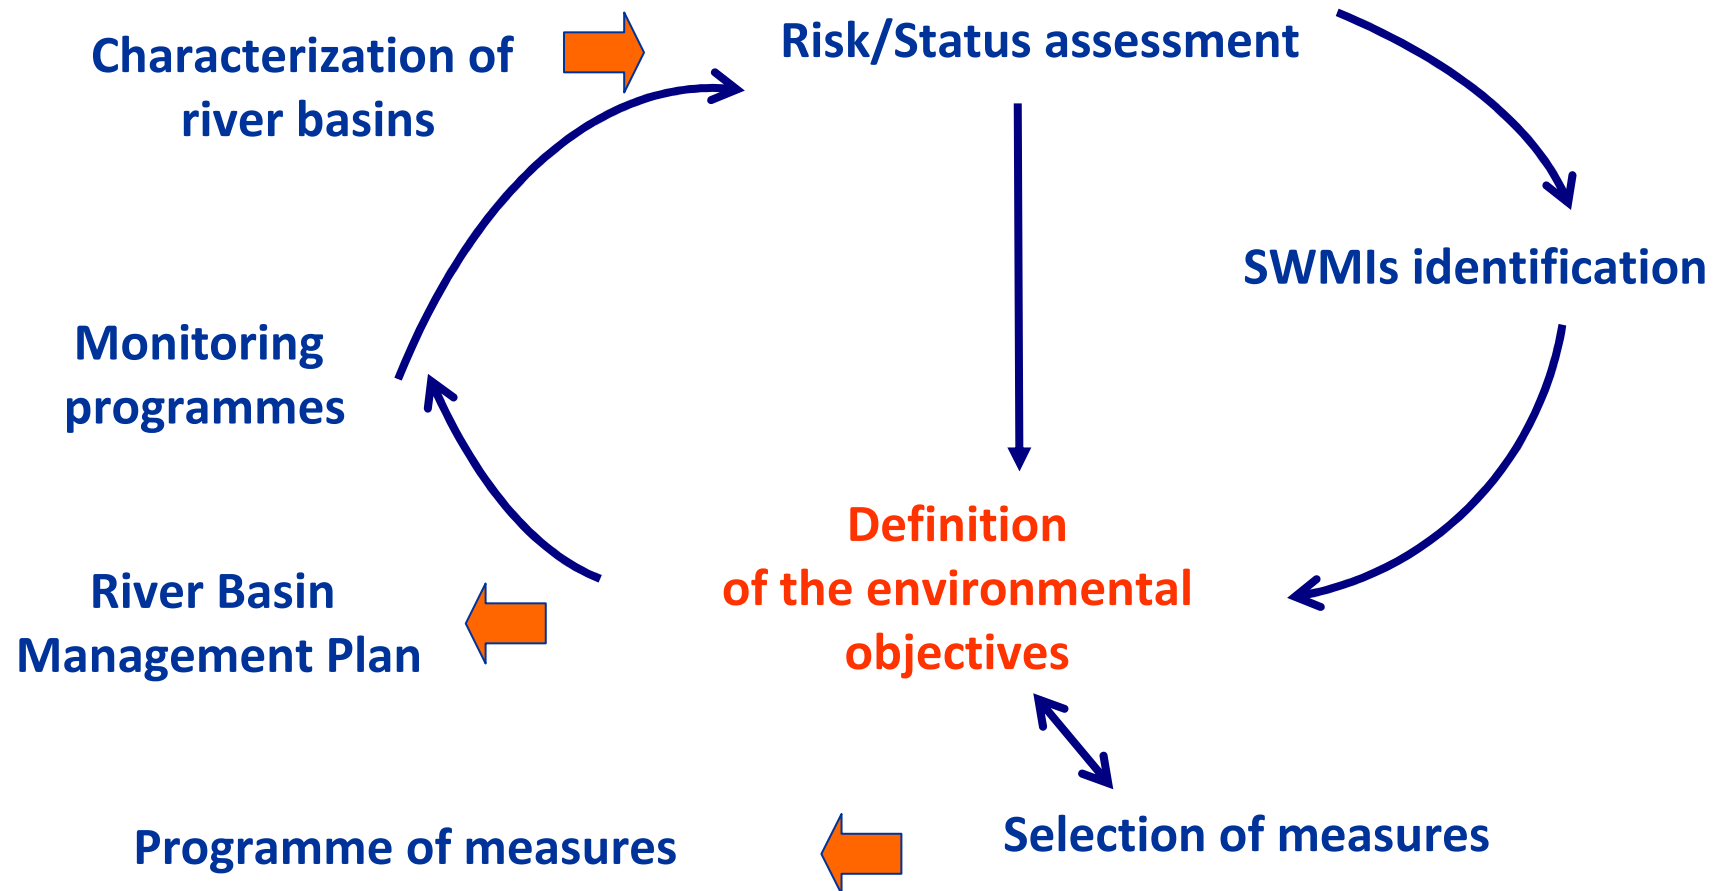 Characterization of
river basins
Risk/Status assessment
SWMIs identification
Monitoring
programmes
Definition
of the environmental
objectives
River Basin
Management Plan
Selection of measures
Programme of measures